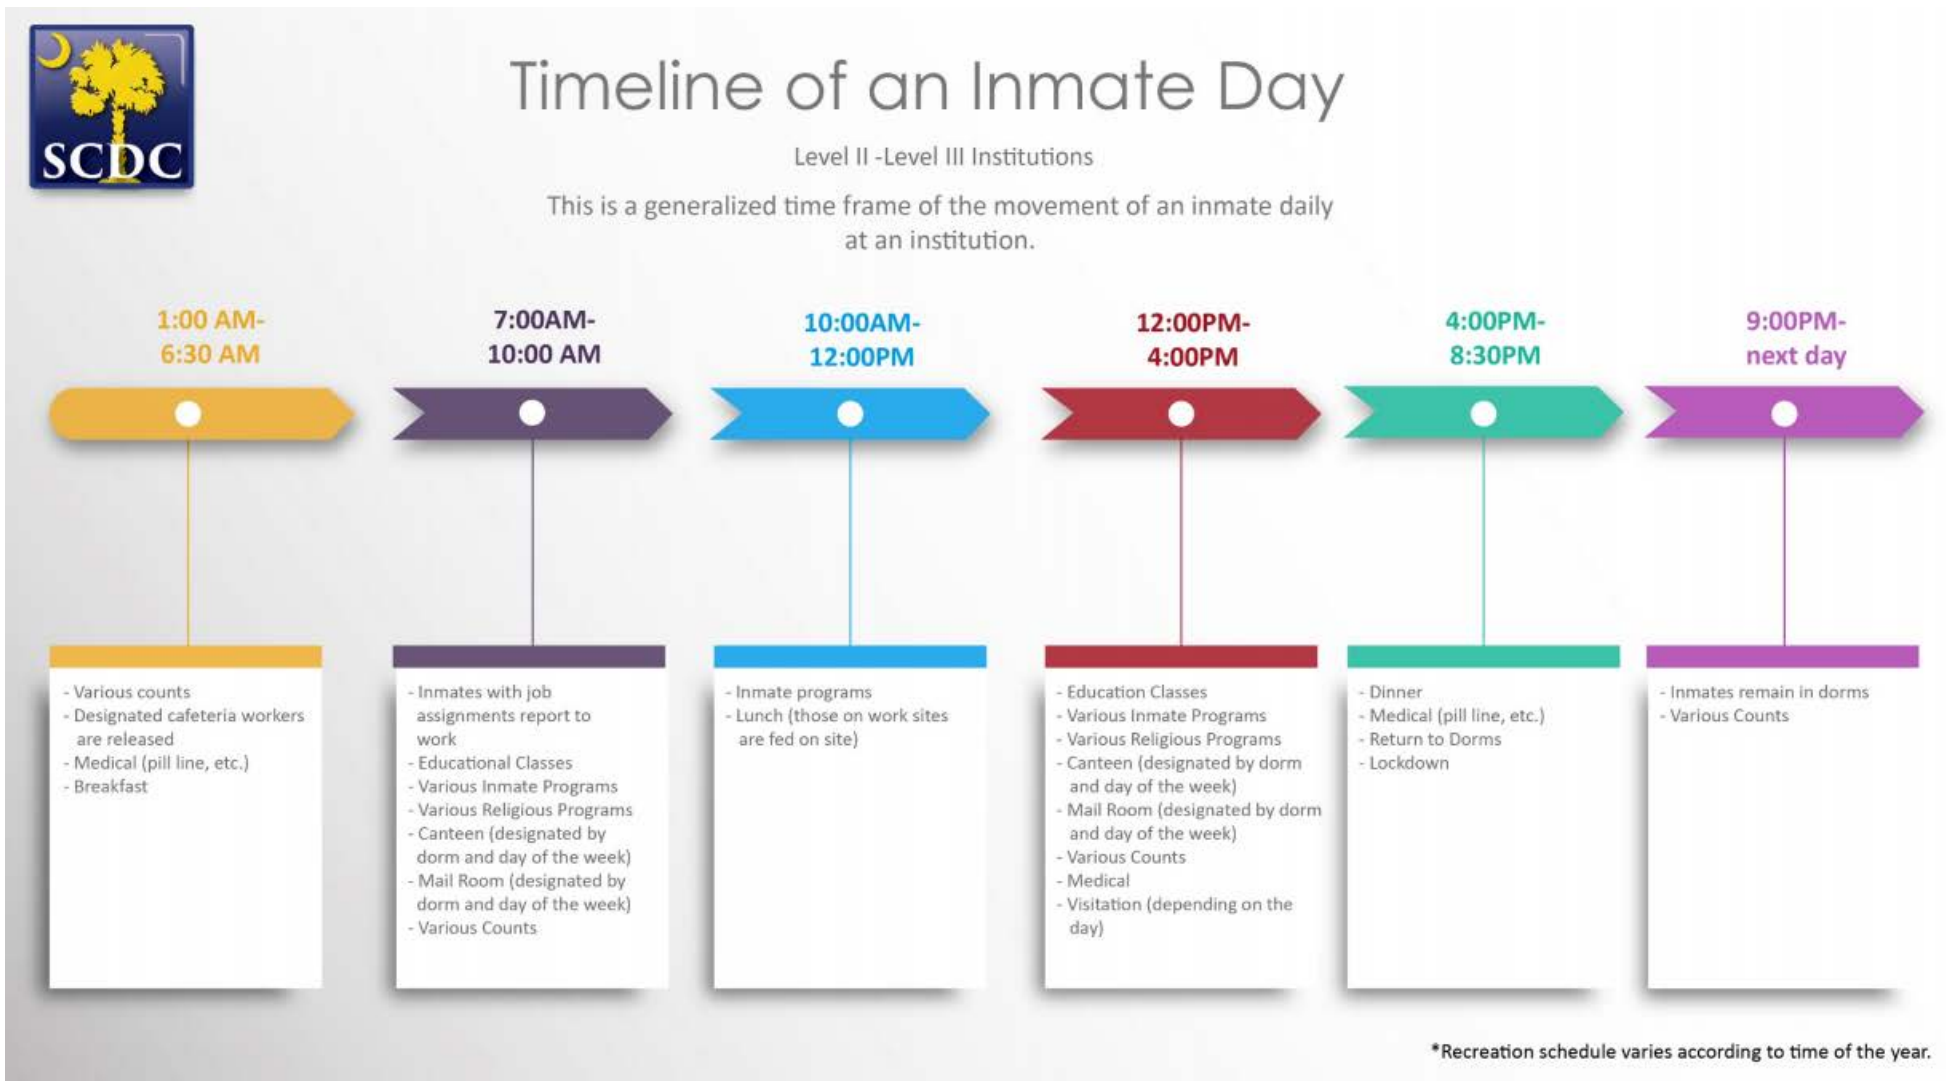 SCDC
Timeline of an Inmate Day
Level II -Level III Institutions
This is a generalized time frame of the movement of an inmate daily
at an institution.
1:00 AM-
6:30 AM
- Various counts
- Designated cafeteria workers
are released
- Medical (pill line, etc.)
- Breakfast
7:00AM-
10:00 AM
- Inmates with job
assignments report to
work
- Educational Classes
- Various Inmate Programs
- Various Religious Programs
- Canteen (designated by
dorm and day of the week)
- Mail Room (designated by
dorm and day of the week)
- Various Counts
10:00AM-
12:00PM
- Inmate programs
- Lunch (those on work sites
are fed on site)
12:00PM-
4:00PM
- Education Classes
- Various Inmate Programs
- Various Religious Programs
- Canteen (designated by dorm
and day of the week)
- Mail Room (designated by dorm
and day of the week)
- Various Counts
- Medical
- Visitation (depending on the
day)
4:00PM-
8:30PM
- Dinner
- Medical (pill line, etc.)
- Return to Dorms
- Lockdown
9:00PM-
next day
- Inmates remain in dorms
- Various Counts
*Recreation schedule varies according to time of the year.